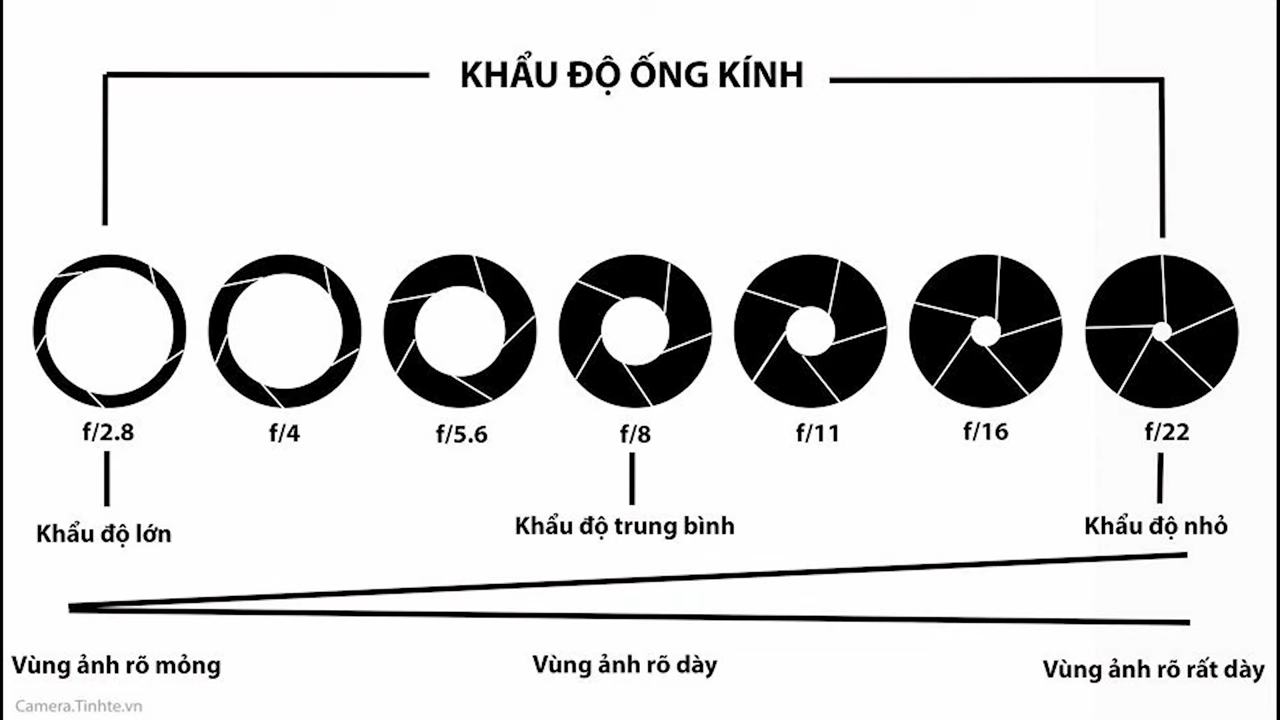 KHẨU ĐỘ ỐNG KÍNH
f/2.8
f/4
f/5.6
f/8
f/11
f/16
f/22
Khẩu độ lớn
Khẩu độ trung bình
Khẩu độ nhỏ
Vùng ảnh rõ mỏng
Vùng ảnh rõ dày
Vùng ảnh rõ rất dày
Camera.Tinhte.vn